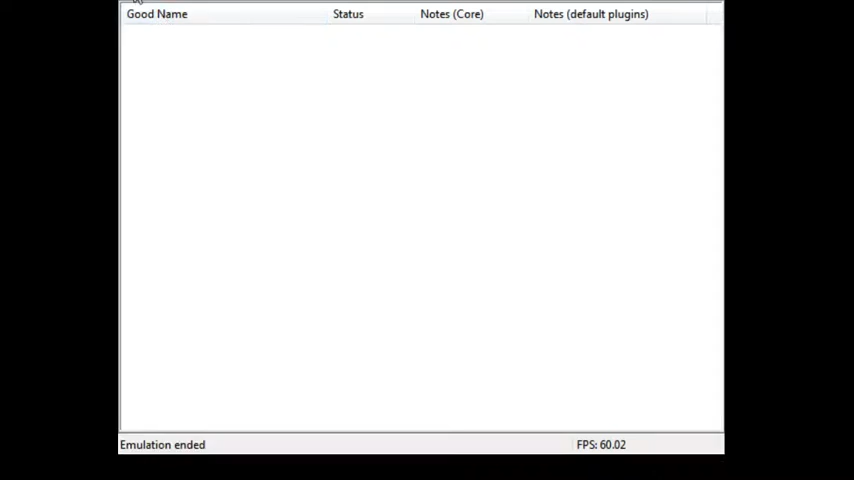 Good Name Status Notes (Core) Notes (default plugins)
Emulation ended FPS: 60.02